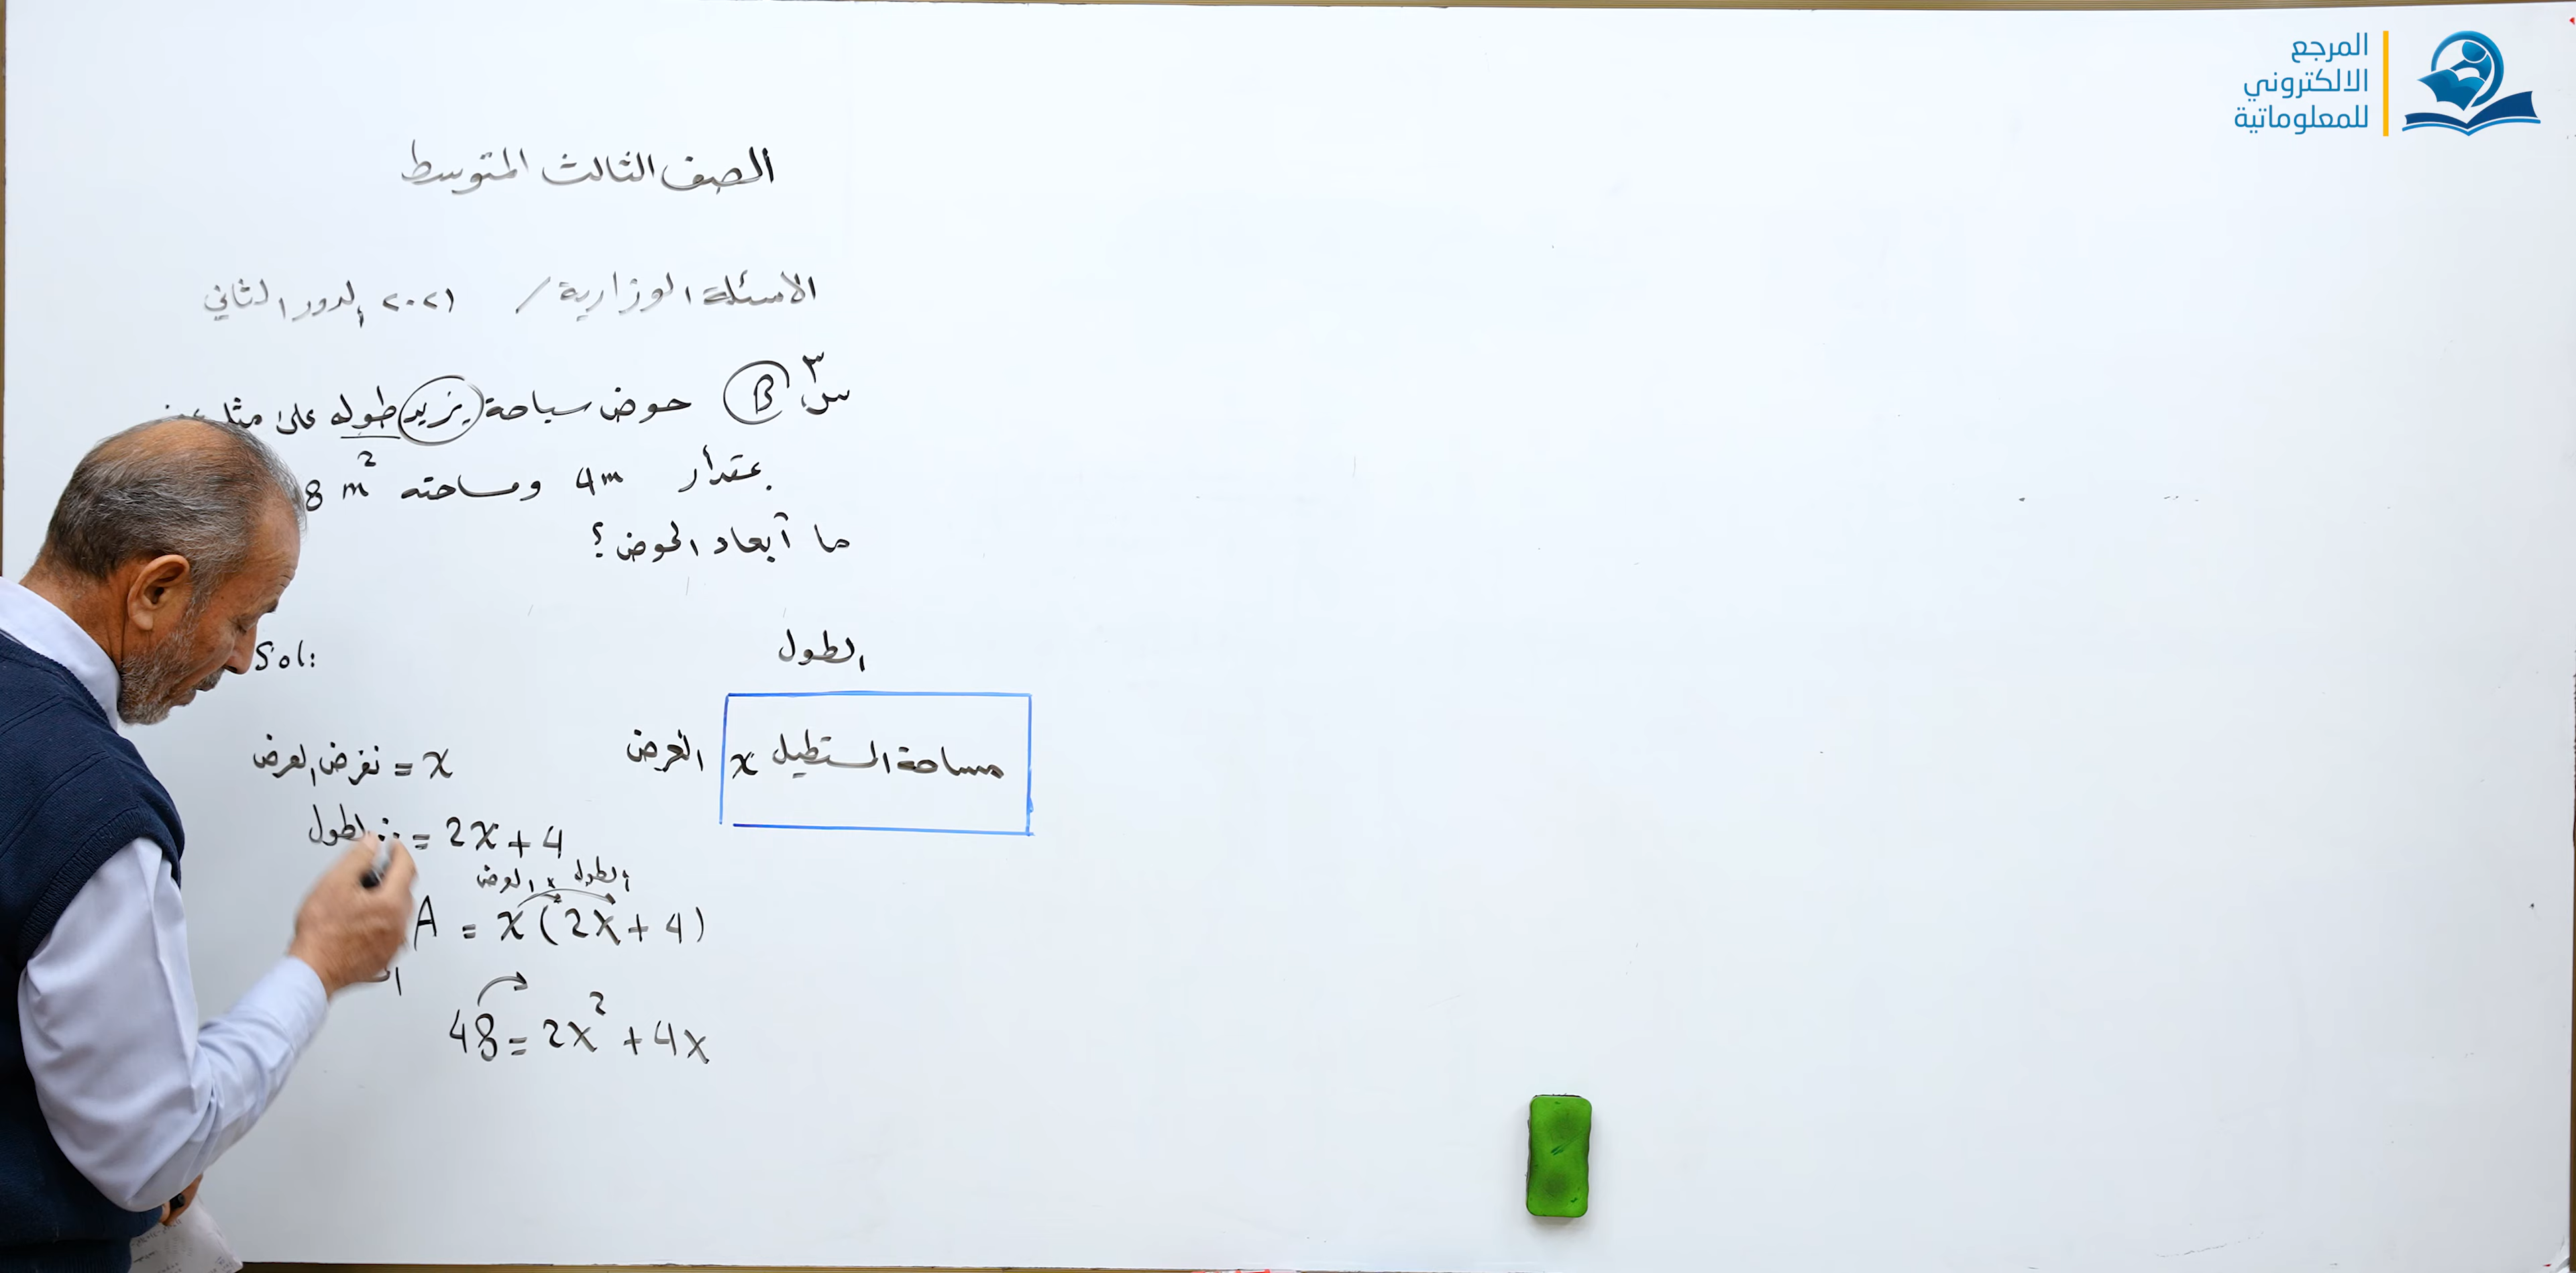 المرجع
الالكتروني
للمعلوماتية
الصف الثالث المتوسط
الاسئلة الوزارية / ٢٠٢١ الدور الثاني
س٣ B حوض سباحة يزيد طوله على مثل
بمقدار 4m ومساحته 8 m²
ما أبعاد الحوض؟
Sol:
الطول
العرض
x مساحة المستطيل
نفرض العرض = x
الطول = 2x + 4
العرض × الطول
A = x (2x + 4)
48 = 2x² + 4x